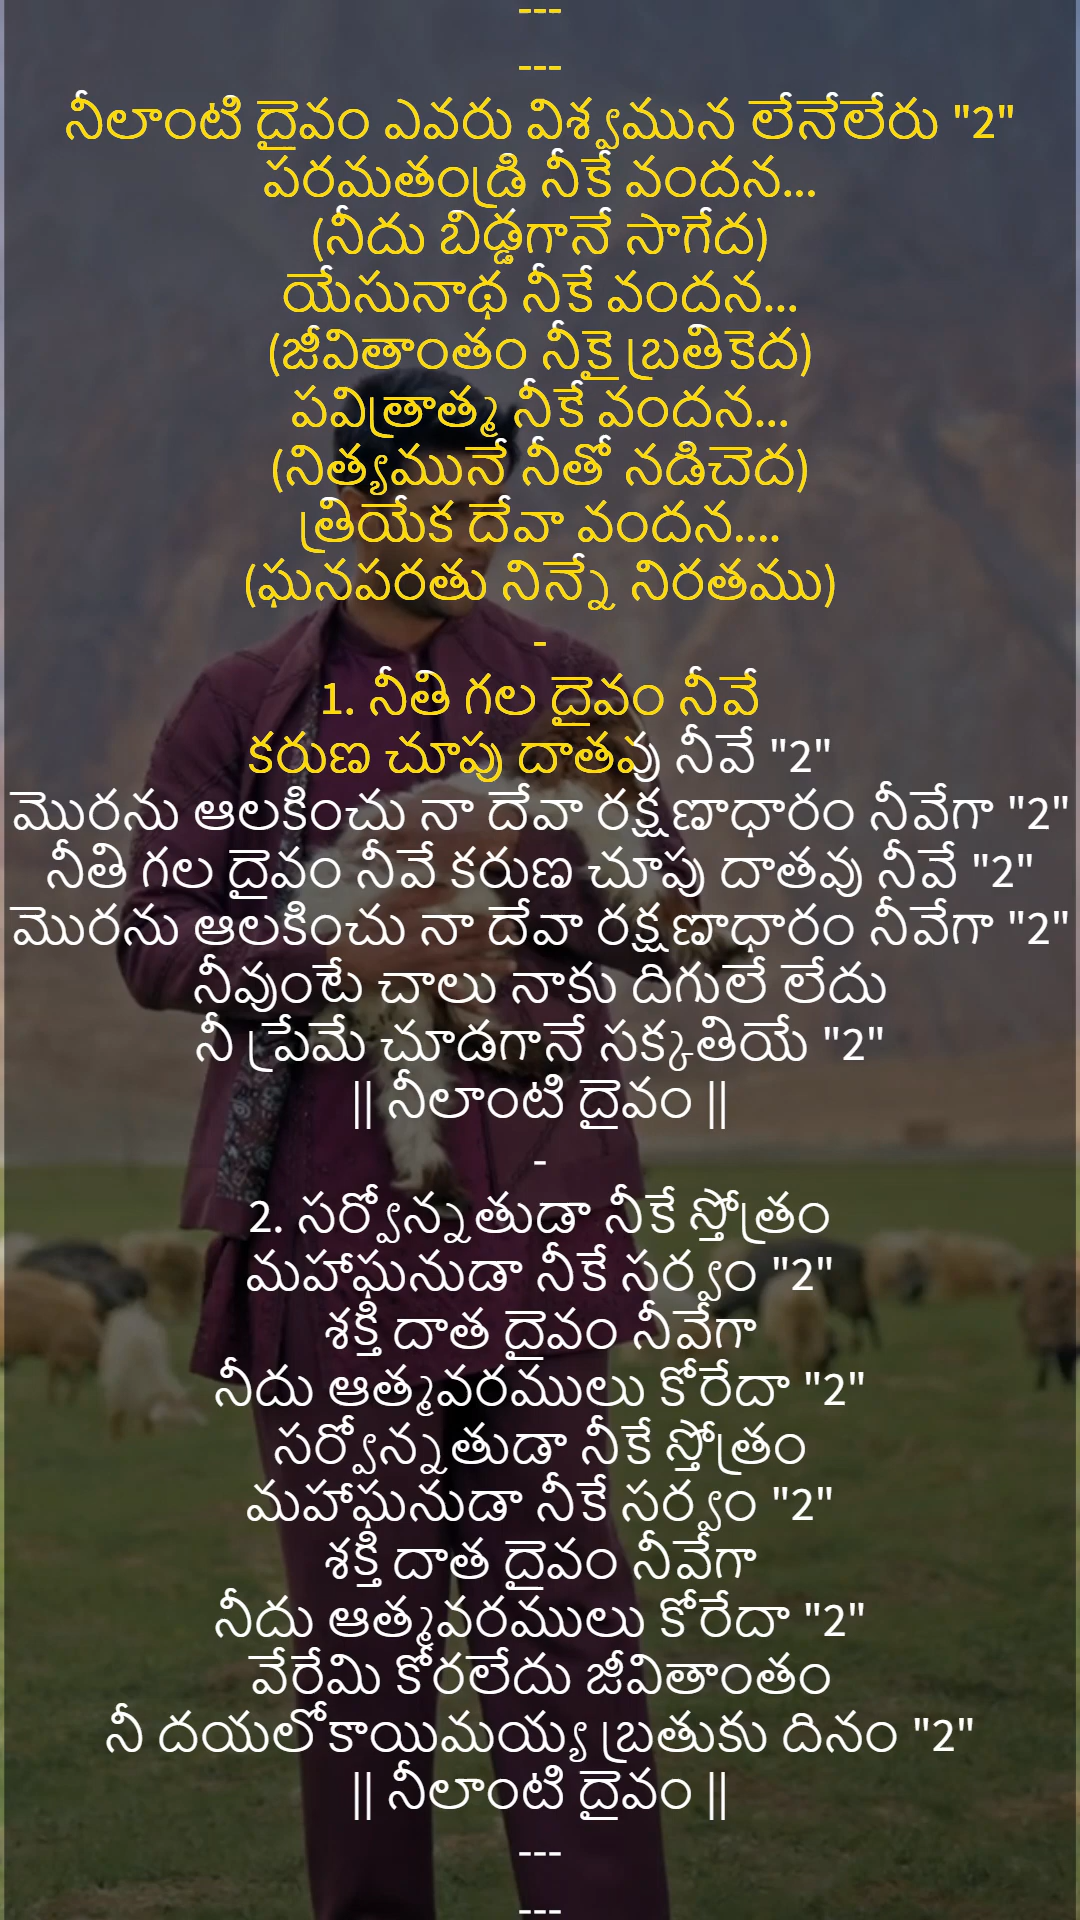 ---
---
నీలాంటి దైవం ఎవరు విశ్వమున లేనేలేరు "2"
పరమతండ్రి నీకే వందన...
(నీదు బిడ్డగానే సాగేద)
యేసునాథ నీకే వందన...
(జీవితాంతం నీకై బ్రతికెద)
పవిత్రాత్మ నీకే వందన...
(నిత్యమునే నీతో నడిచెద)
త్రియేక దేవా వందన....
(ఘనపరతు నిన్నే నిరతము)
-
1. నీతి గల దైవం నీవే
కరుణ చూపు దాతవు నీవే "2"
మొరను ఆలకించు నా దేవా రక్షణాధారం నీవేగా "2"
నీతి గల దైవం నీవే కరుణ చూపు దాతవు నీవే "2"
మొరను ఆలకించు నా దేవా రక్షణాధారం నీవేగా "2"
నీవుంటే చాలు నాకు దిగులే లేదు
నీ ప్రేమే చూడగానే సక్కతియే "2"
|| నీలాంటి దైవం ||
-
2. సర్వోన్నతుడా నీకే స్తోత్రం
మహాఘనుడా నీకే సర్వం "2"
శక్తి దాత దైవం నీవేగా
నీదు ఆత్మవరములు కోరేదా "2"
సర్వోన్నతుడా నీకే స్తోత్రం
మహాఘనుడా నీకే సర్వం "2"
శక్తి దాత దైవం నీవేగా
నీదు ఆత్మవరములు కోరేదా "2"
వేరేమి కోరలేదు జీవితాంతం
నీ దయలోకాయిమయ్య బ్రతుకు దినం "2"
|| నీలాంటి దైవం ||
---
---